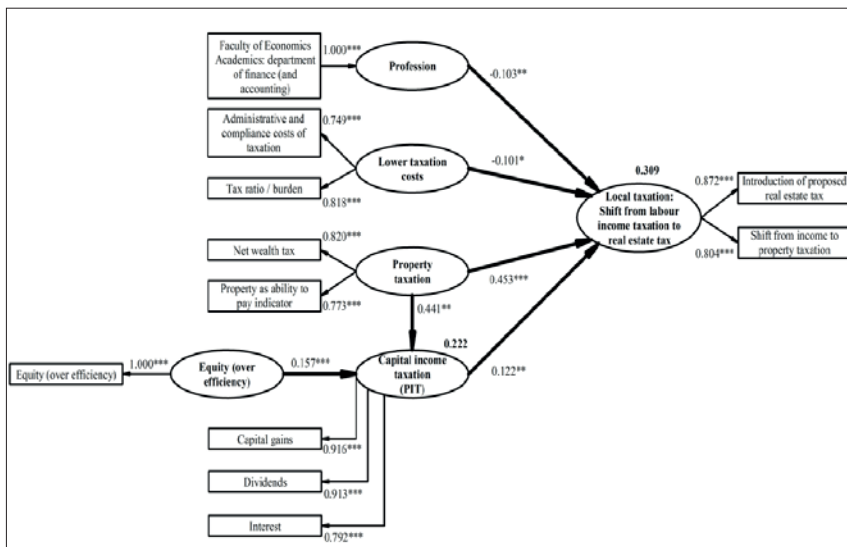 Faculty of Economics
Academics: department
of finance (and
accounting)
1.000***
Profession
-0.103**
Administrative and
compliance costs of
taxation
0.749***
Lower taxation
costs
-0.101*
Tax ratio / burden
0.818***
0.309
Local taxation:
Shift from labour
income taxation to
real estate tax
0.872***
Introduction of proposed
real estate tax
Shift from income to
property taxation
0.804***
Net wealth tax
0.820***
Property
taxation
0.453***
Property as ability to
pay indicator
0.773***
0.441**
0.222
Equity (over efficiency)
1.000***
Equity (over
efficiency)
0.157***
Capital income
taxation
(PIT)
0.122**
Capital gains
0.916***
Dividends
0.913***
Interest
0.792***